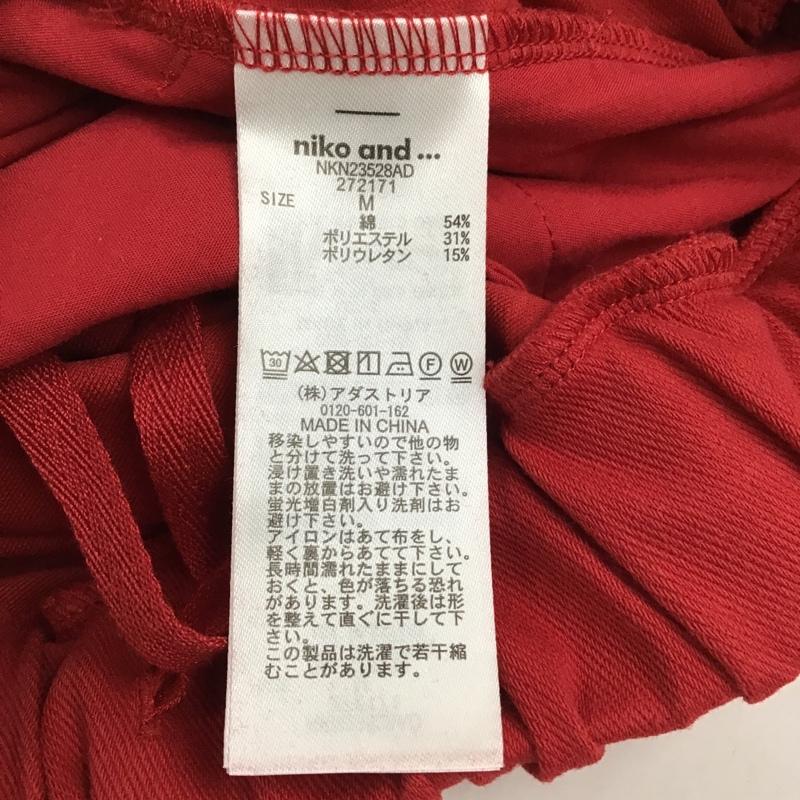 niko and ...
NKN23528AD
272171
SIZE M
綿 54%
ポリエステル 31%
ポリウレタン 15%
30 F W
(株)アダストリア
0120-601-162
MADE IN CHINA
移染しやすいので他の物
と分けて洗って下さい。
浸け置き洗いや濡れたま
まの放置はお避け下さい。
蛍光増白剤入り洗剤はお
避け下さい。
アイロンはあて布をし、
軽く裏からあてて下さい。
長時間濡れたままにして
おくと、色が落ちる恐れ
があります。洗濯後は形
を整えて直ぐに干して下
さい。
この製品は洗濯で若干縮
むことがあります。